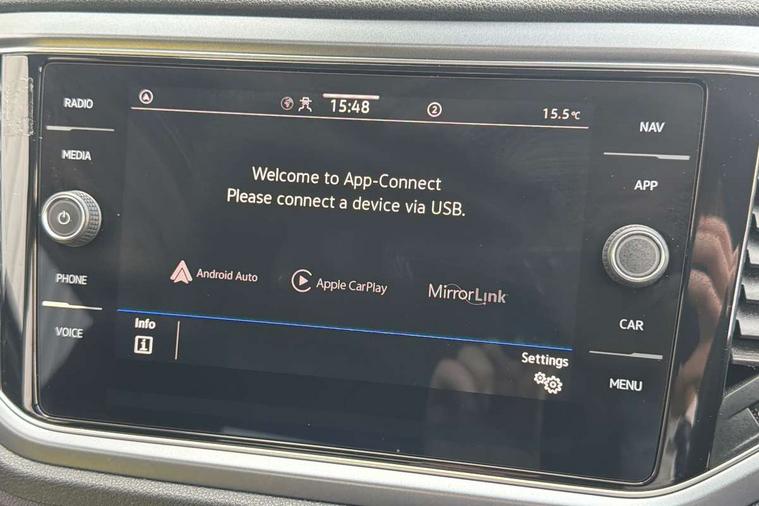 RADIO
MEDIA
PHONE
VOICE
15:48
2
15.5°C
Welcome to App-Connect
Please connect a device via USB.
Android Auto
Apple CarPlay
MirrorLink
Info
Settings
NAV
APP
CAR
MENU